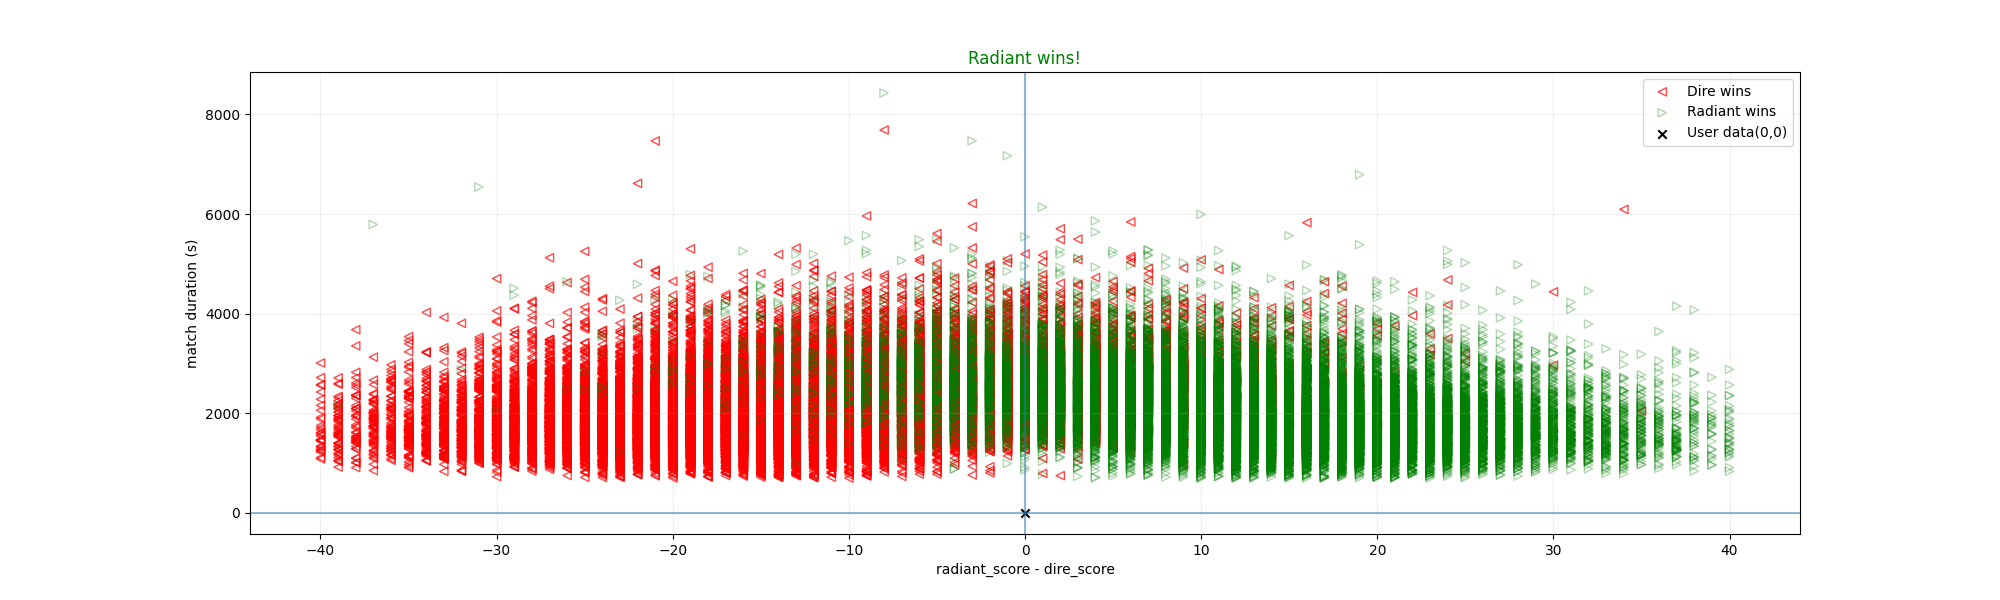 Radiant wins!
Dire wins
Radiant wins
User data(0,0)
match duration (s)
8000
6000
4000
2000
0
−40
−30
−20
−10
0
10
20
30
40
radiant_score - dire_score